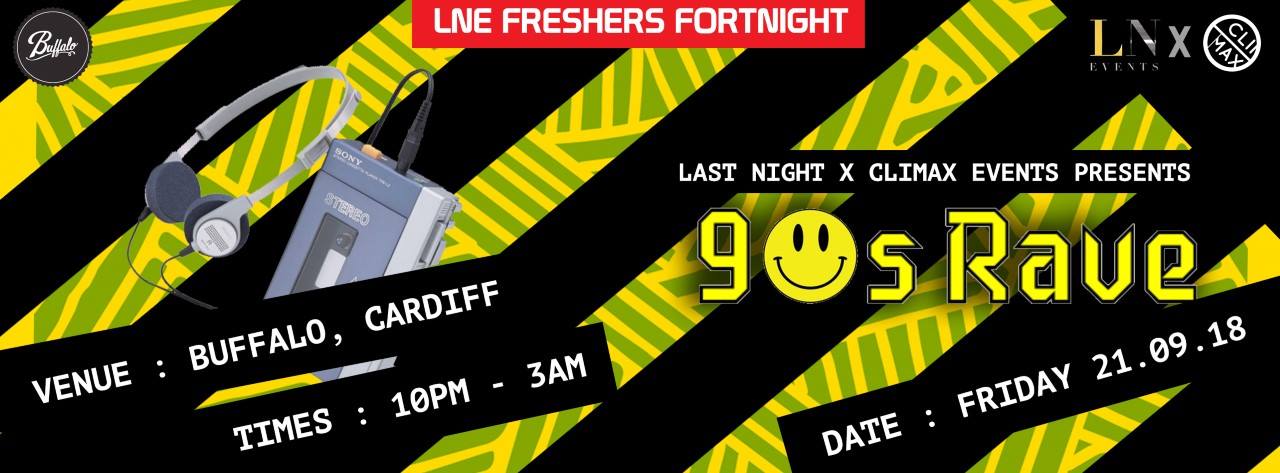 LNE FRESHERS FORTNIGHT
Buffalo
LN X CLIMAX
EVENTS
SONY
STEREO
LAST NIGHT X CLIMAX EVENTS PRESENTS
90s Rave
VENUE : BUFFALO, CARDIFF
TIMES : 10PM - 3AM
DATE : FRIDAY 21.09.18